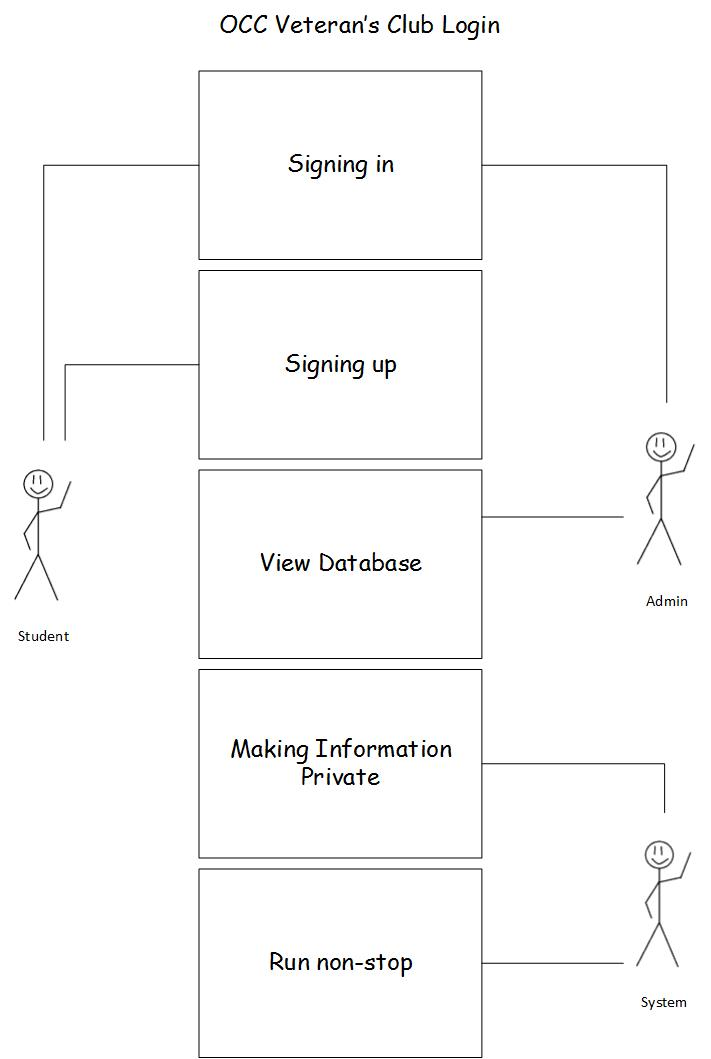 OCC Veteran's Club Login
Signing in
Signing up
View Database
Admin
Student
Making Information
Private
Run non-stop
System